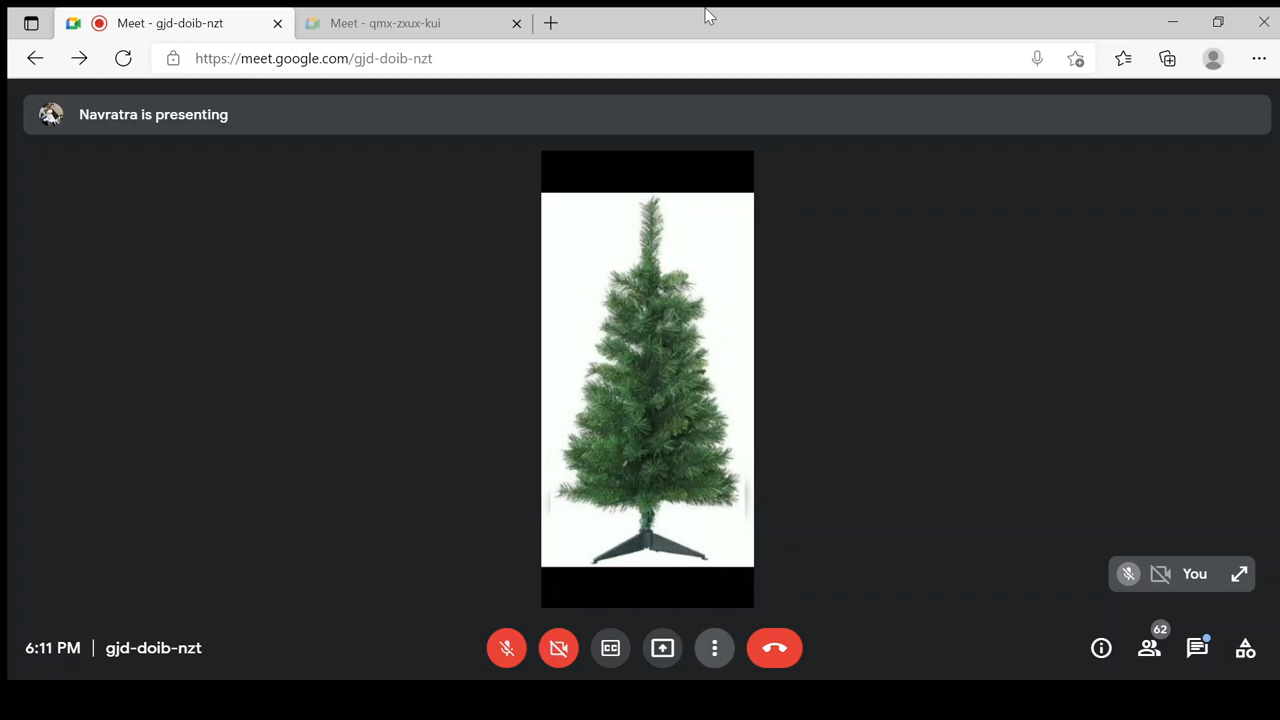 Meet - gjd-doib-nzt
Meet - qmx-zxux-kui
https://meet.google.com/gjd-doib-nzt
Navratra is presenting
You
62
6:11 PM | gjd-doib-nzt
CC